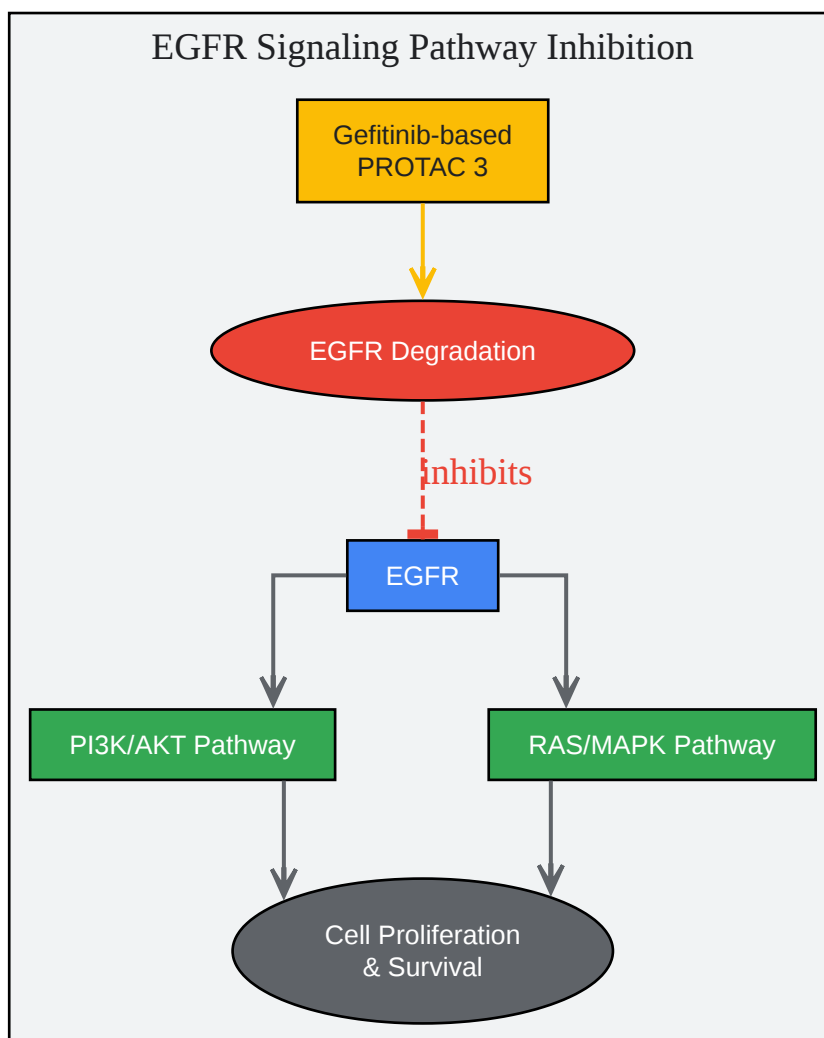 EGFR Signaling Pathway Inhibition
Gefitinib-based
PROTAC 3
EGFR Degradation
inhibits
EGFR
PI3K/AKT Pathway
RAS/MAPK Pathway
Cell Proliferation
& Survival